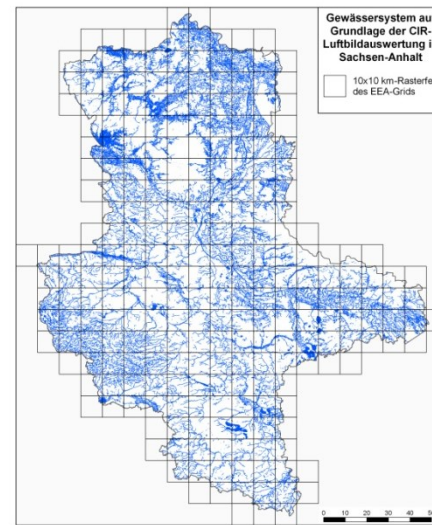 Gewässersystem au
Grundlage der CIR-
Luftbildauswertung i
Sachsen-Anhalt
10x10 km-Rasterfe
des EEA-Grids
0 10 20 30 40 50